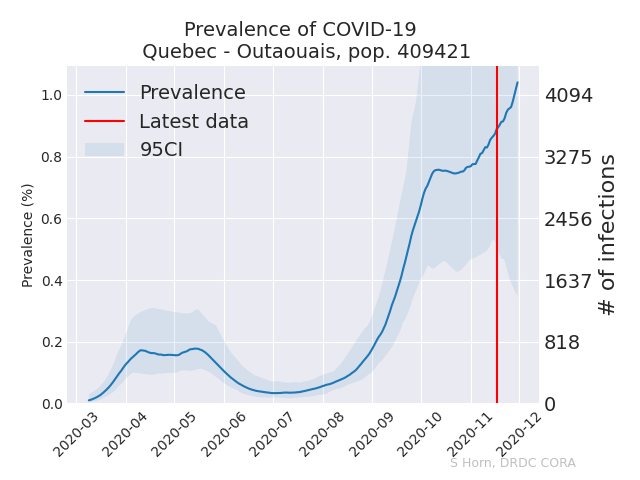 Prevalence of COVID-19
Quebec - Outaouais, pop. 409421
Prevalence
Latest data
95CI
Prevalence (%)
1.0
0.8
0.6
0.4
0.2
0.0
4094
3275
2456
1637
818
0
# of infections
2020-03
2020-04
2020-05
2020-06
2020-07
2020-08
2020-09
2020-10
2020-11
2020-12
S Horn, DRDC CORA